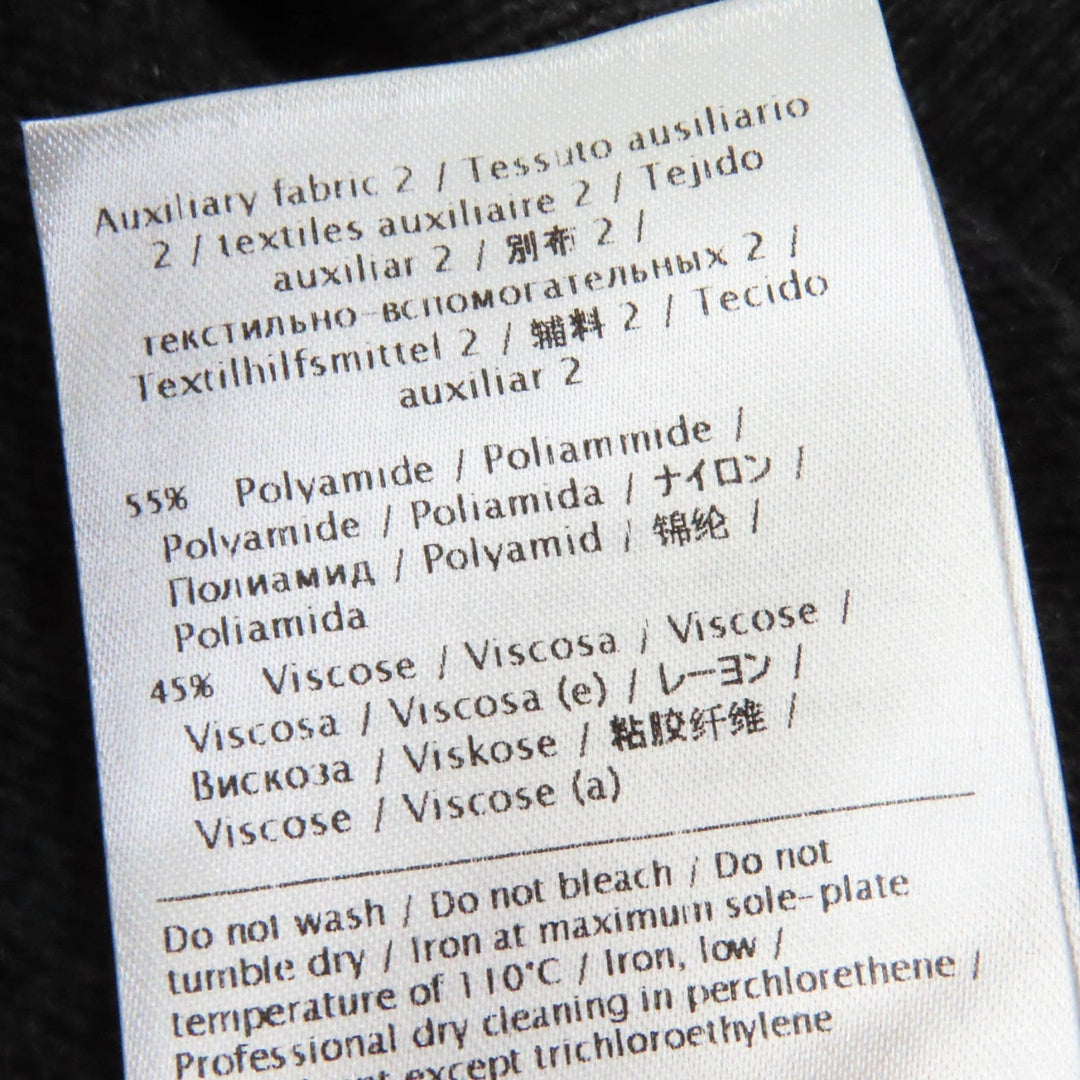 Auxiliary fabric 2 / Tessuto ausiliario
2 / textiles auxiliaire 2 / Tejido
auxiliar 2 / 別布 2 /
текстильно-вспомогательных 2 /
Textilhilfsmittel 2 / 辅料 2 / Tecido
auxiliar 2
55% Polyamide / Poliammide /
Polyamide / Poliamida / ナイロン /
Полиамид / Polyamid / 锦纶 /
Poliamida
45% Viscose / Viscosa / Viscose /
Viscosa / Viscosa (e) / レーヨン /
Вискоза / Viskose / 粘胶纤维 /
Viscose / Viscose (a)
Do not wash / Do not bleach / Do not
tumble dry / Iron at maximum sole-plate
temperature of 110°C / Iron, low /
Professional dry cleaning in perchlorethene /
except trichloroethylene